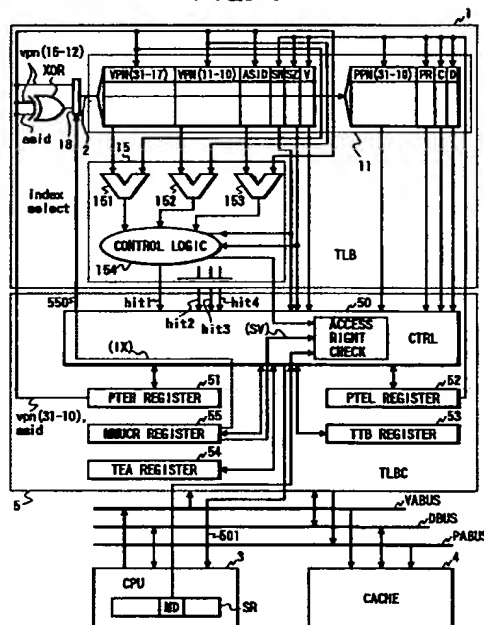 1
vpn(16-12)
XOR
asid
18
2
VPN(31-17) VPN(11-10) ASID SH SZ V
PPN(31-10) PR C D
11
15
151 152 153
index
select
CONTROL LOGIC
154
TLB
550
hit1
hit2
hit3
hit4
50
(SV)
ACCESS
RIGHT
CHECK
CTRL
(IX)
51
PTEH REGISTER
52
PTEL REGISTER
vpn(31-10),
asid
55
MMUCR REGISTER
53
TTB REGISTER
54
TEA REGISTER
TLBC
5
VABUS
DBUS
PABUS
501
3
CPU
MD
SR
4
CACHE